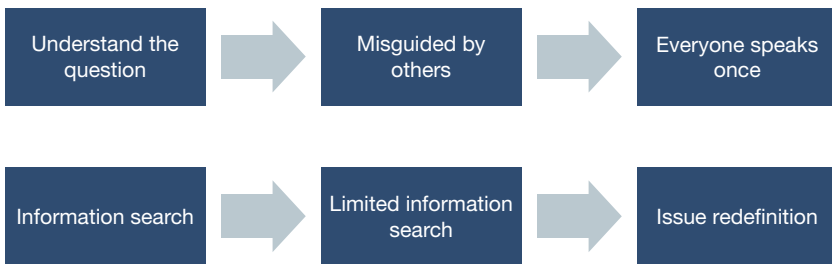 Understand the
question
Misguided by
others
Everyone speaks
once
Information search
Limited information
search
Issue redefinition